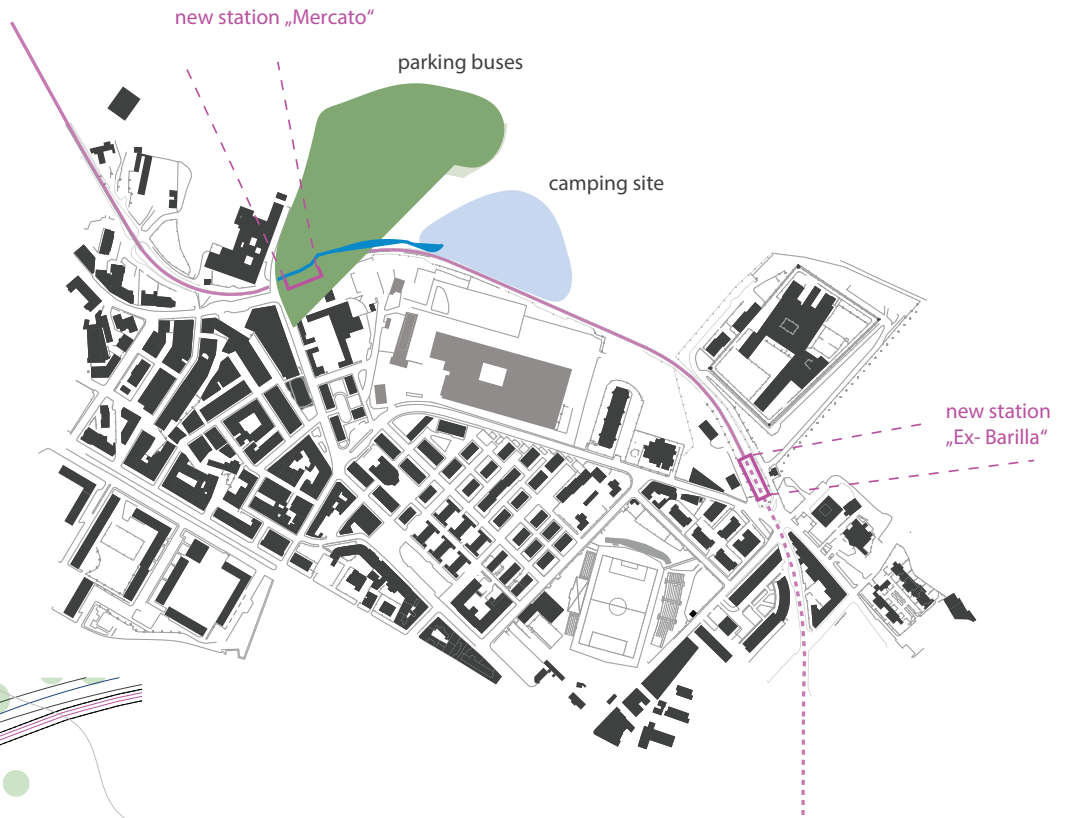 new station „Mercato“
parking buses
camping site
new station
„Ex- Barilla“